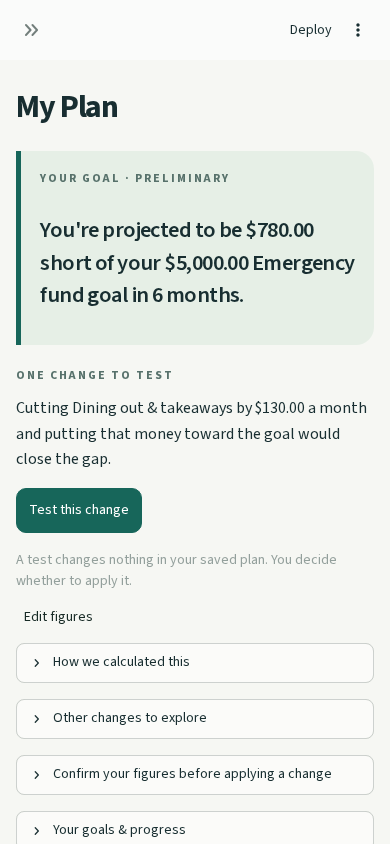 Deploy
My Plan
YOUR GOAL · PRELIMINARY
You're projected to be $780.00
short of your $5,000.00 Emergency
fund goal in 6 months.
ONE CHANGE TO TEST
Cutting Dining out & takeaways by $130.00 a month
and putting that money toward the goal would
close the gap.
Test this change
A test changes nothing in your saved plan. You decide
whether to apply it.
Edit figures
How we calculated this
Other changes to explore
Confirm your figures before applying a change
Your goals & progress